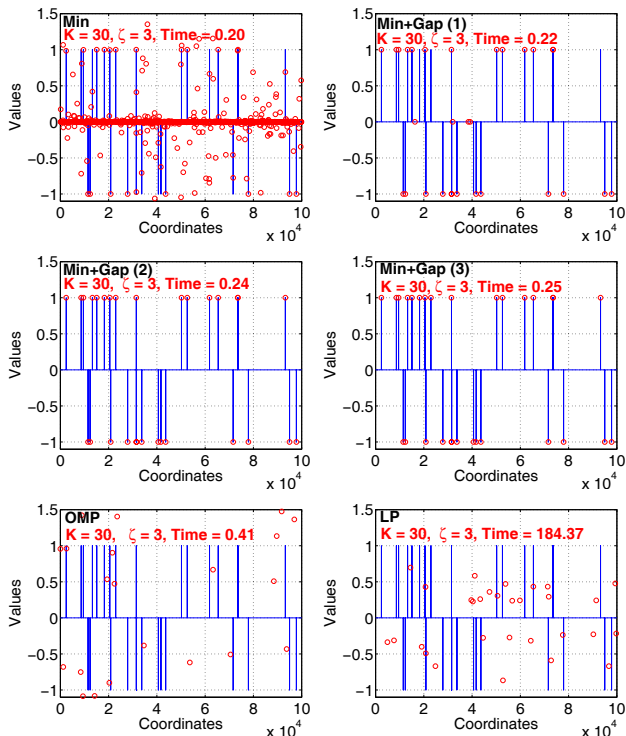 Min
K = 30, ζ = 3, Time = 0.20
1.5
1
0.5
0
−0.5
−1
Values
0 2 4 6 8 10
Coordinates
x 10^4
Min+Gap (1)
K = 30, ζ = 3, Time = 0.22
1.5
1
0.5
0
−0.5
−1
Values
0 2 4 6 8 10
Coordinates
x 10^4
Min+Gap (2)
K = 30, ζ = 3, Time = 0.24
1.5
1
0.5
0
−0.5
−1
Values
0 2 4 6 8 10
Coordinates
x 10^4
Min+Gap (3)
K = 30, ζ = 3, Time = 0.25
1.5
1
0.5
0
−0.5
−1
Values
0 2 4 6 8 10
Coordinates
x 10^4
OMP
K = 30, ζ = 3, Time = 0.41
1.5
1
0.5
0
−0.5
−1
Values
0 2 4 6 8 10
Coordinates
x 10^4
LP
K = 30, ζ = 3, Time = 184.37
1.5
1
0.5
0
−0.5
−1
Values
0 2 4 6 8 10
Coordinates
x 10^4